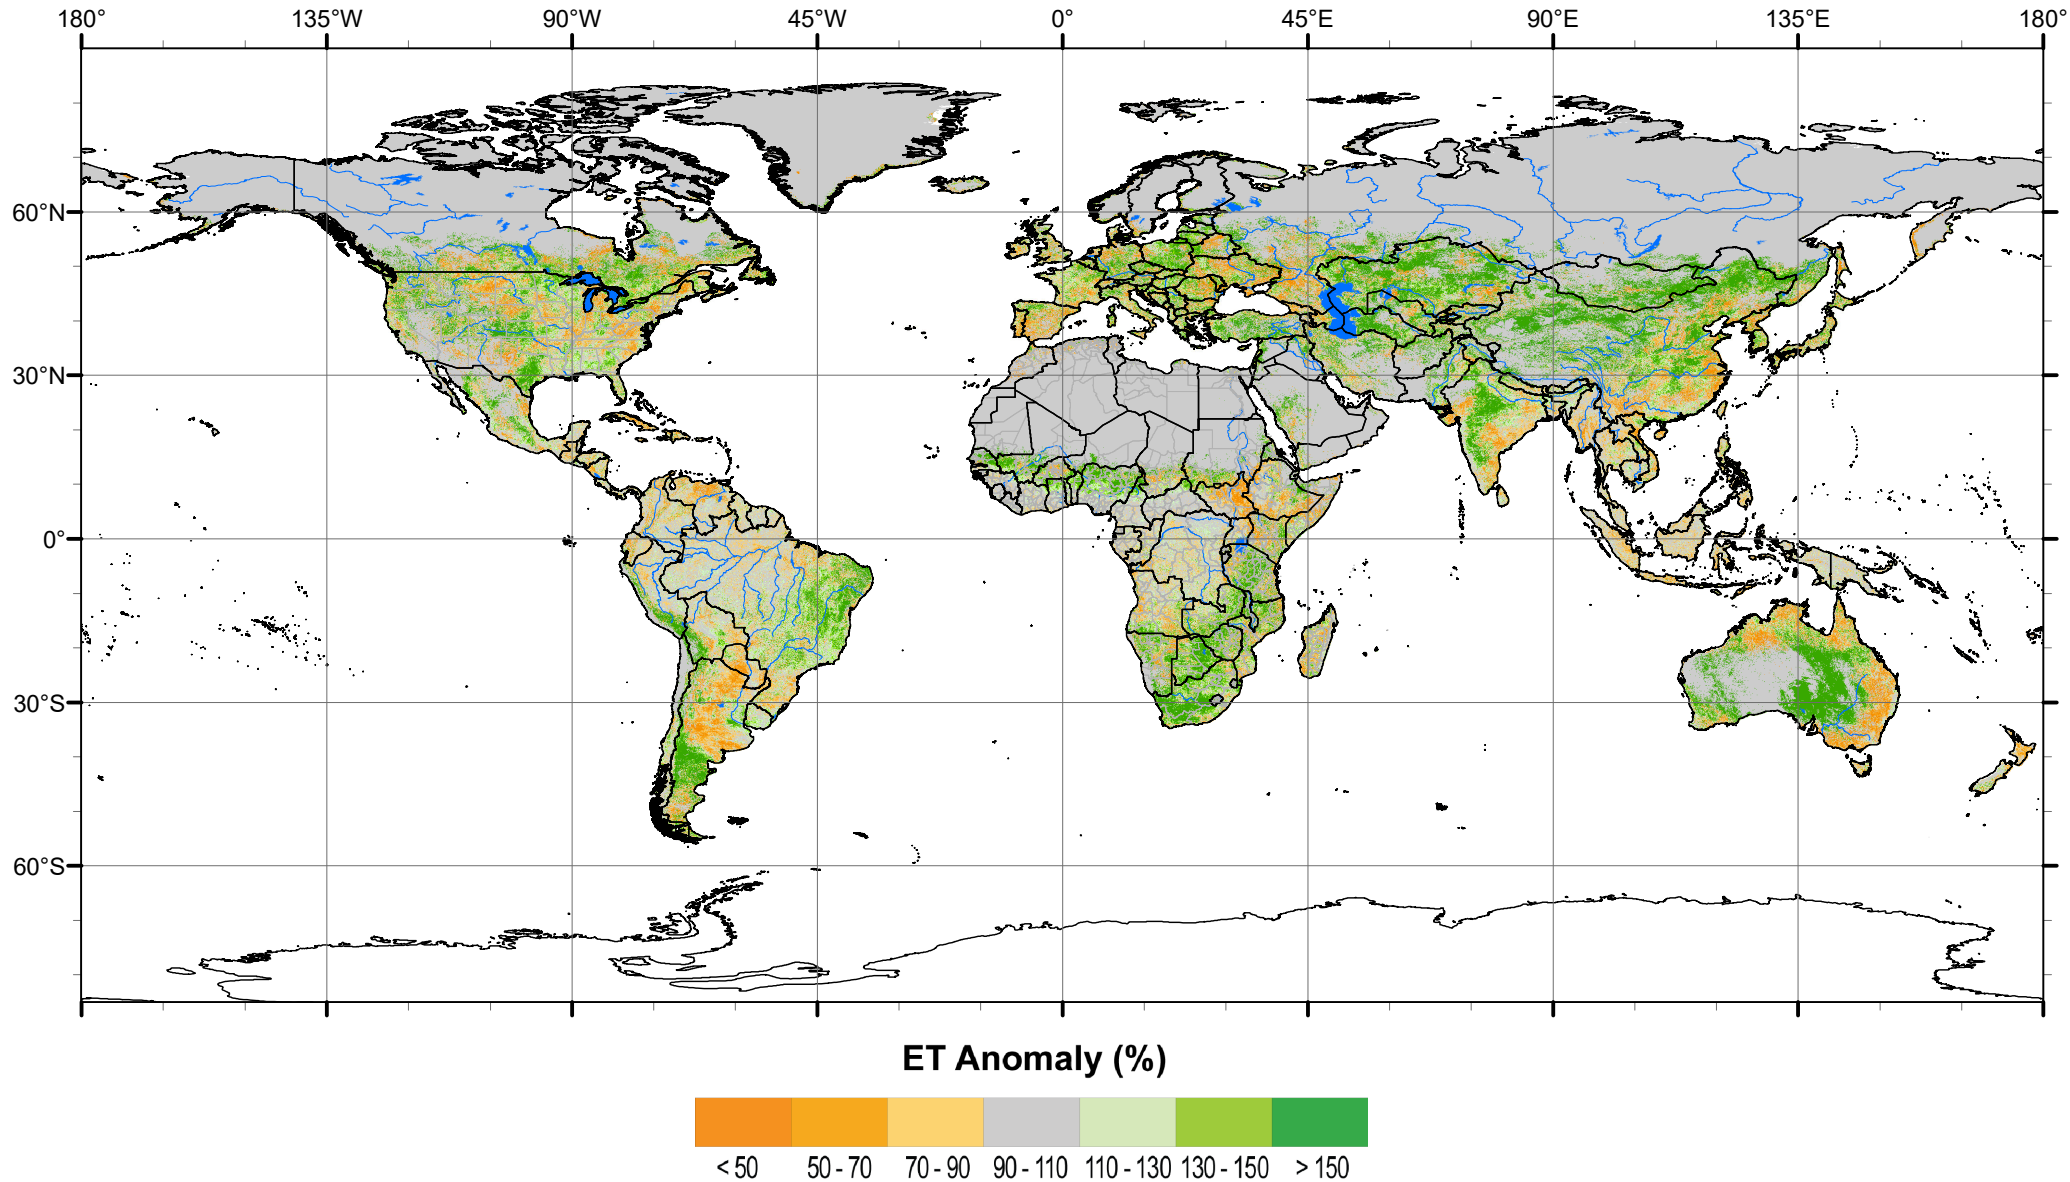 180° 135°W 90°W 45°W 0° 45°E 90°E 135°E 180°
60°N
30°N
0°
30°S
60°S
ET Anomaly (%)
< 50 50 - 70 70 - 90 90 - 110 110 - 130 130 - 150 > 150